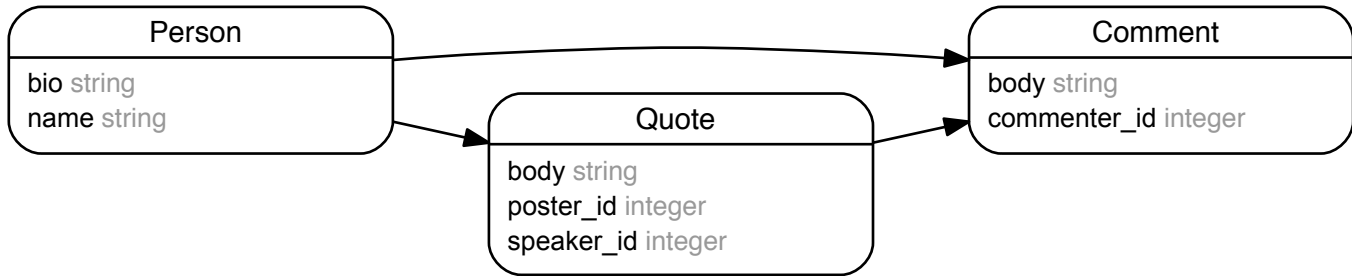 Person
bio string
name string
Quote
body string
poster_id integer
speaker_id integer
Comment
body string
commenter_id integer